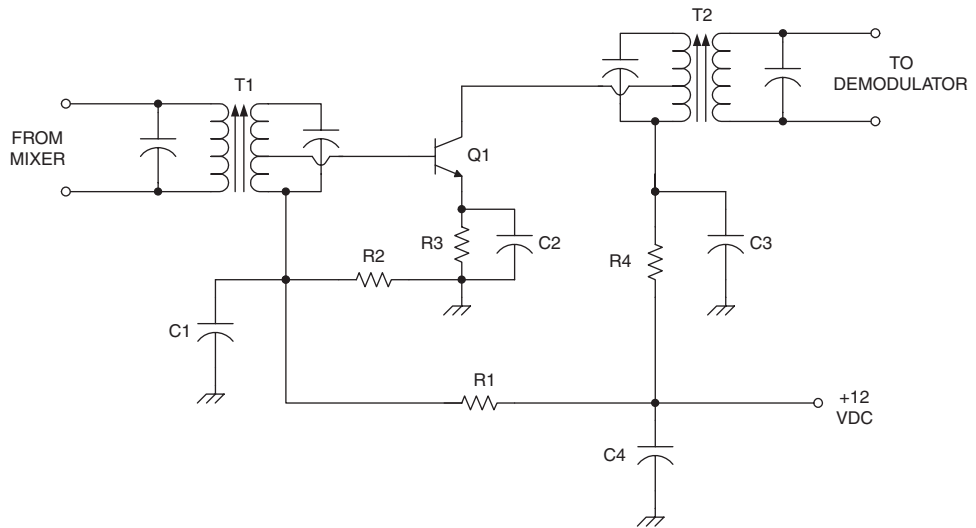 T2
TO
DEMODULATOR
T1
FROM
MIXER
Q1
R3
C2
R2
R4
C3
C1
R1
+12
VDC
C4